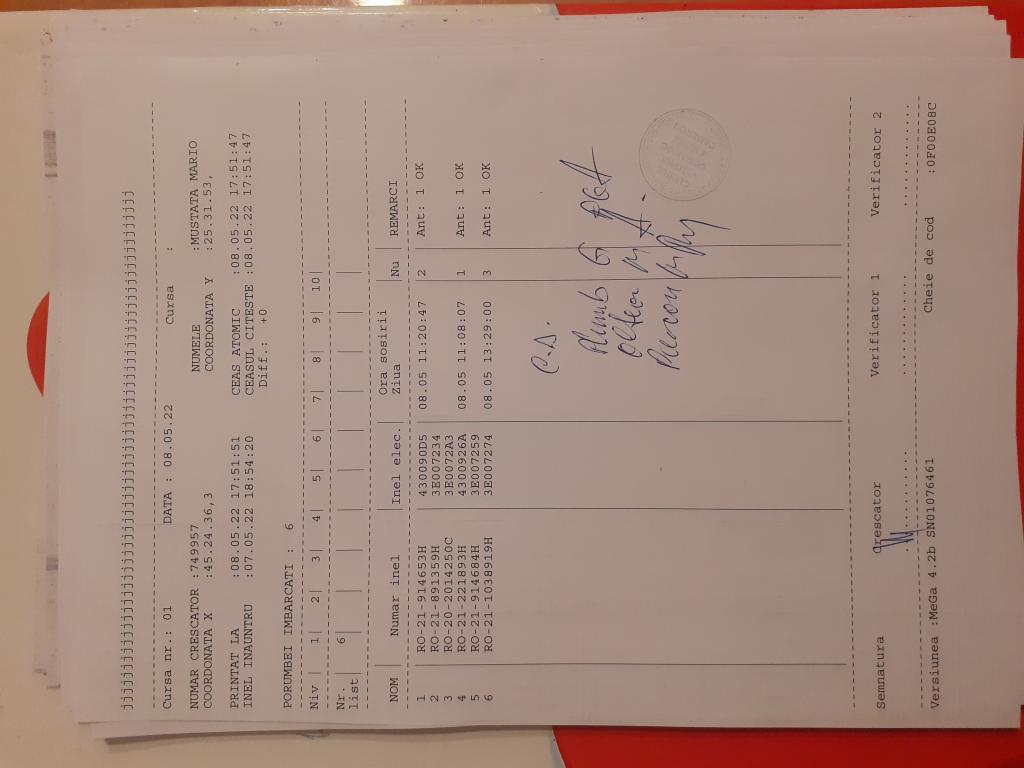 jjjjjjjjjjjjjjjjjjjjjjjjjjjjjjjjjjjjjjjjjjjjjjjjjjjjjjjjjjjjjjjjjjjjjjjjjj
Cursa nr.: 01 DATA : 08.05.22 Cursa :
NUMAR CRESCATOR :749957 NUMELE :MUSTATA MARIO
COORDONATA X :45.24.36,3 COORDONATA Y :25.31.53,
PRINTAT LA :08.05.22 17:51:51 CEAS ATOMIC :08.05.22 17:51:47
INEL INAUNTRU :07.05.22 18:54:20 CEASUL CITESTE :08.05.22 17:51:47
Diff.: +0
PORUMBEI IMBARCATI : 6
Niv | 1| 2| 3| 4| 5| 6| 7| 8| 9| 10|
Nr. | 6 | | | | | | | | | |
list| | | | | | | | | | |
NOM | Numar inel | Inel elec.| Ora sosirii | Nu | REMARCI
Ziua
1 RO-21-914653H 430090D5 08.05 11:20:47 2 Ant: 1 OK
2 RO-21-891359H 3E007234
3 RO-20-2014250C 3E0072A3
4 RO-21-221893H 4300926A 08.05 11:08:07 1 Ant: 1 OK
5 RO-21-914684H 3E007259
6 RO-21-1038919H 3E007274 08.05 13:29:00 3 Ant: 1 OK
C.D.
Semnatura Crescator Verificator 1 Verificator 2
Versiunea :MeGa 4.2b SN01076461 Cheie de cod :0F00E08C